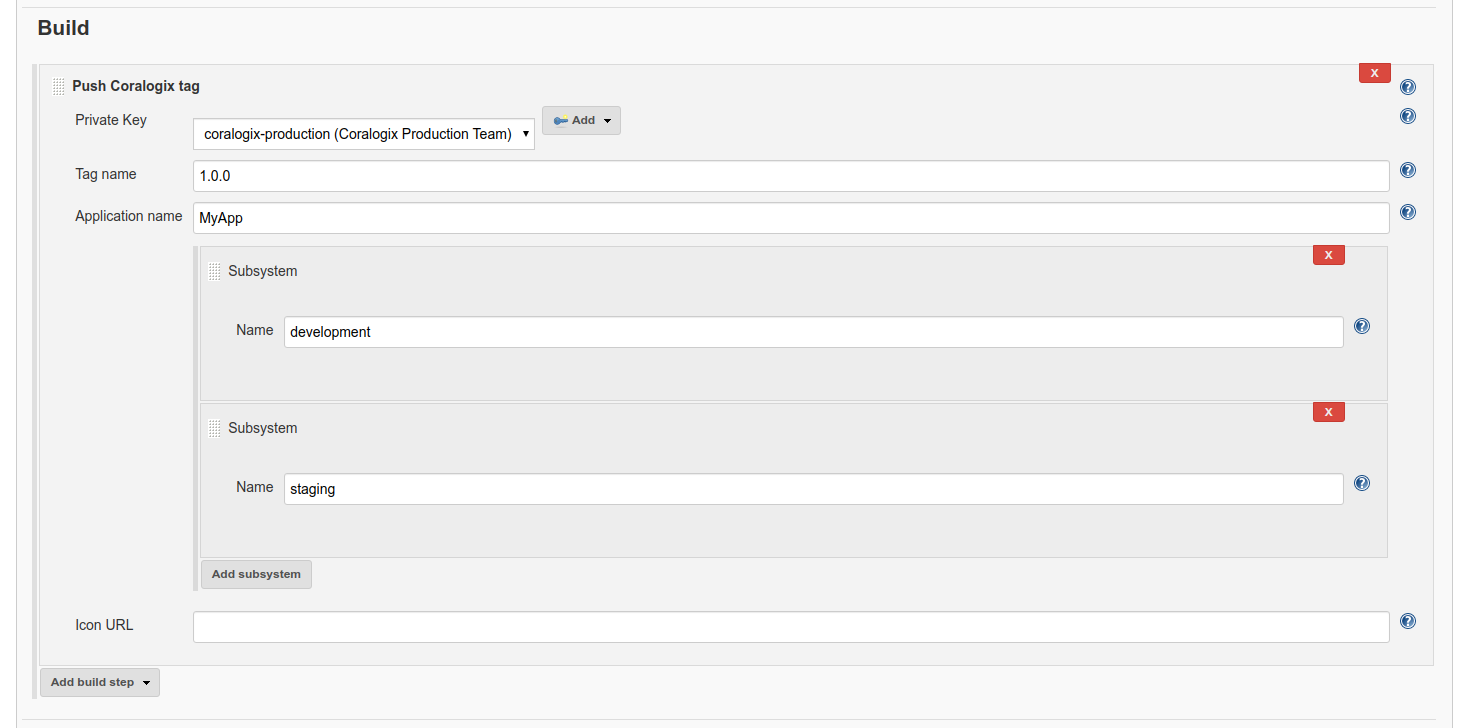 Build
Push Coralogix tag
X
?
Private Key
coralogix-production (Coralogix Production Team)
Add
?
Tag name
1.0.0
?
Application name
MyApp
?
X
Subsystem
Name
development
?
X
Subsystem
Name
staging
?
Add subsystem
Icon URL
?
Add build step